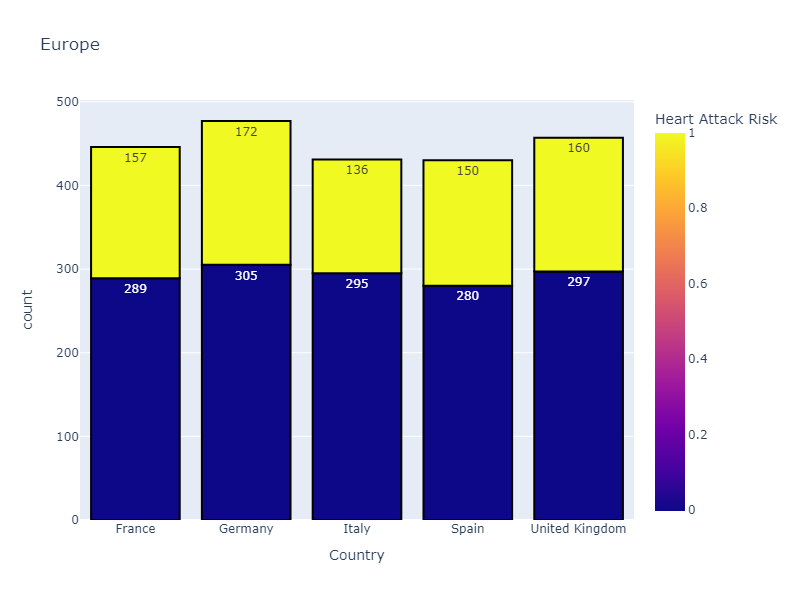 Europe
500
400
300
200
100
0
count
157
172
136
150
160
289
305
295
280
297
France
Germany
Italy
Spain
United Kingdom
Country
Heart Attack Risk
1
0.8
0.6
0.4
0.2
0